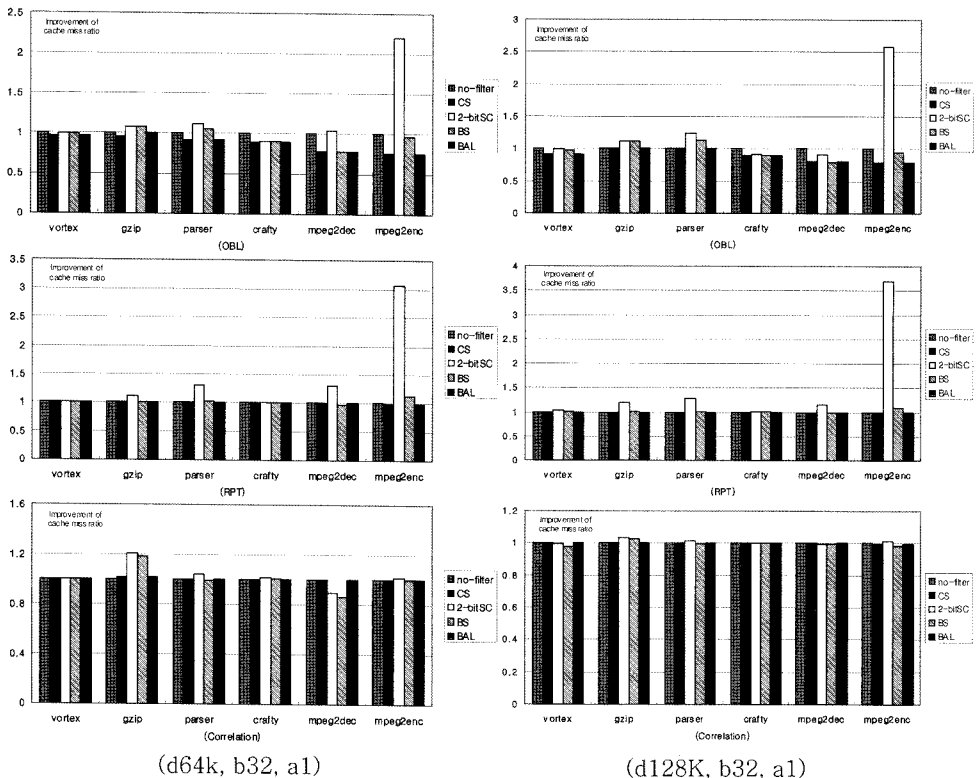 Improvement of
cache miss ratio
2.5
2
1.5
1
0.5
0
vortex gzip parser crafty mpeg2dec mpeg2enc
(OBL)
no-filter
CS
2-bitSC
BS
BAL
Improvement of
cache miss ratio
3
2.5
2
1.5
1
0.5
0
vortex gzip parser crafty mpeg2dec mpeg2enc
(OBL)
no-filter
CS
2-bitSC
BS
BAL
Improvement of
cache miss ratio
3.5
3
2.5
2
1.5
1
0.5
0
vortex gzip parser crafty mpeg2dec mpeg2enc
(RPT)
no-filter
CS
2-bitSC
BS
BAL
Improvement of
cache miss ratio
4
3.5
3
2.5
2
1.5
1
0.5
0
vortex gzip parser crafty mpeg2dec mpeg2enc
(RPT)
no-filter
CS
2-bitSC
BS
BAL
Improvement of
cache miss ratio
1.6
1.2
0.8
0.4
0
vortex gzip parser crafty mpeg2dec mpeg2enc
(Correlation)
no-filter
CS
2-bitSC
BS
BAL
Improvement of
cache miss ratio
1.2
1
0.8
0.6
0.4
0.2
0
vortex gzip parser crafty mpeg2dec mpeg2enc
(Correlation)
no-filter
CS
2-bitSC
BS
BAL
(d64k, b32, a1)
(d128K, b32, a1)